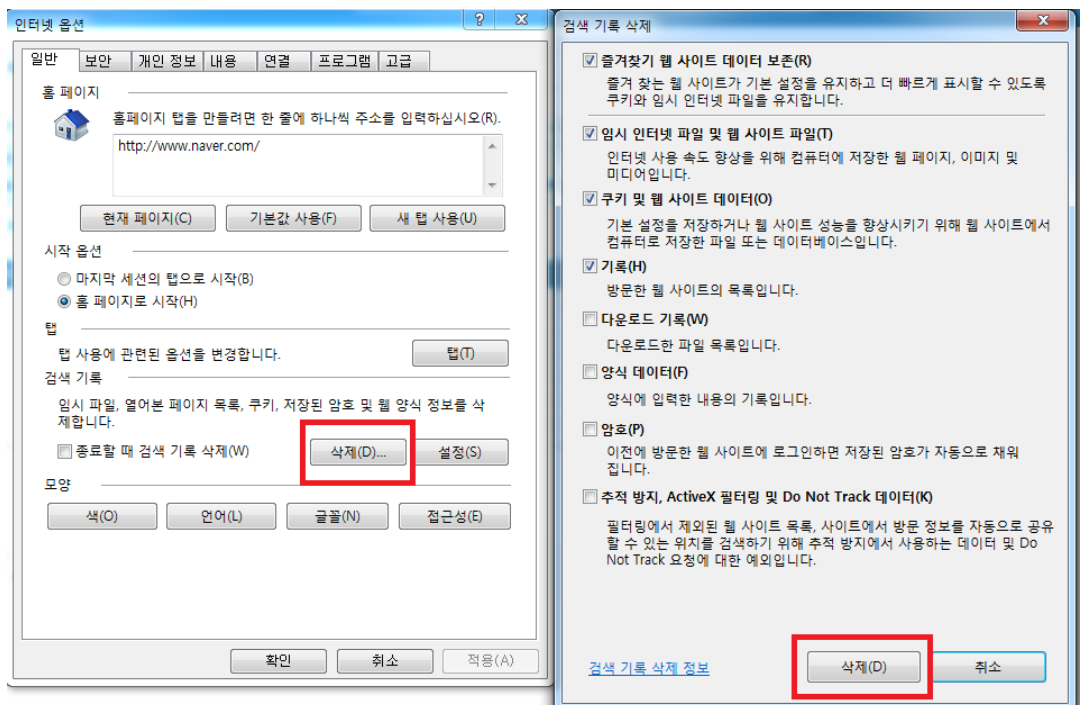 인터넷 옵션
일반 보안 개인 정보 내용 연결 프로그램 고급
홈 페이지
홈페이지 탭을 만들려면 한 줄에 하나씩 주소를 입력하십시오(R).
http://www.naver.com/
현재 페이지(C) 기본값 사용(F) 새 탭 사용(U)
시작 옵션
마지막 세션의 탭으로 시작(B)
홈 페이지로 시작(H)
탭
탭 사용에 관련된 옵션을 변경합니다. 탭(T)
검색 기록
임시 파일, 열어본 페이지 목록, 쿠키, 저장된 암호 및 웹 양식 정보를 삭
제합니다.
종료할 때 검색 기록 삭제(W) 삭제(D)... 설정(S)
모양
색(O) 언어(L) 글꼴(N) 접근성(E)
확인 취소 적용(A)
검색 기록 삭제
즐겨찾기 웹 사이트 데이터 보존(R)
즐겨 찾는 웹 사이트가 기본 설정을 유지하고 더 빠르게 표시할 수 있도록
쿠키와 임시 인터넷 파일을 유지합니다.
임시 인터넷 파일 및 웹 사이트 파일(T)
인터넷 사용 속도 향상을 위해 컴퓨터에 저장한 웹 페이지, 이미지 및
미디어입니다.
쿠키 및 웹 사이트 데이터(O)
기본 설정을 저장하거나 웹 사이트 성능을 향상시키기 위해 웹 사이트에서
컴퓨터로 저장한 파일 또는 데이터베이스입니다.
기록(H)
방문한 웹 사이트의 목록입니다.
다운로드 기록(W)
다운로드한 파일 목록입니다.
양식 데이터(F)
양식에 입력한 내용의 기록입니다.
암호(P)
이전에 방문한 웹 사이트에 로그인하면 저장된 암호가 자동으로 채워
집니다.
추적 방지, ActiveX 필터링 및 Do Not Track 데이터(K)
필터링에서 제외된 웹 사이트 목록, 사이트에서 방문 정보를 자동으로 공유
할 수 있는 위치를 검색하기 위해 추적 방지에서 사용하는 데이터 및 Do
Not Track 요청에 대한 예외입니다.
검색 기록 삭제 정보 삭제(D) 취소